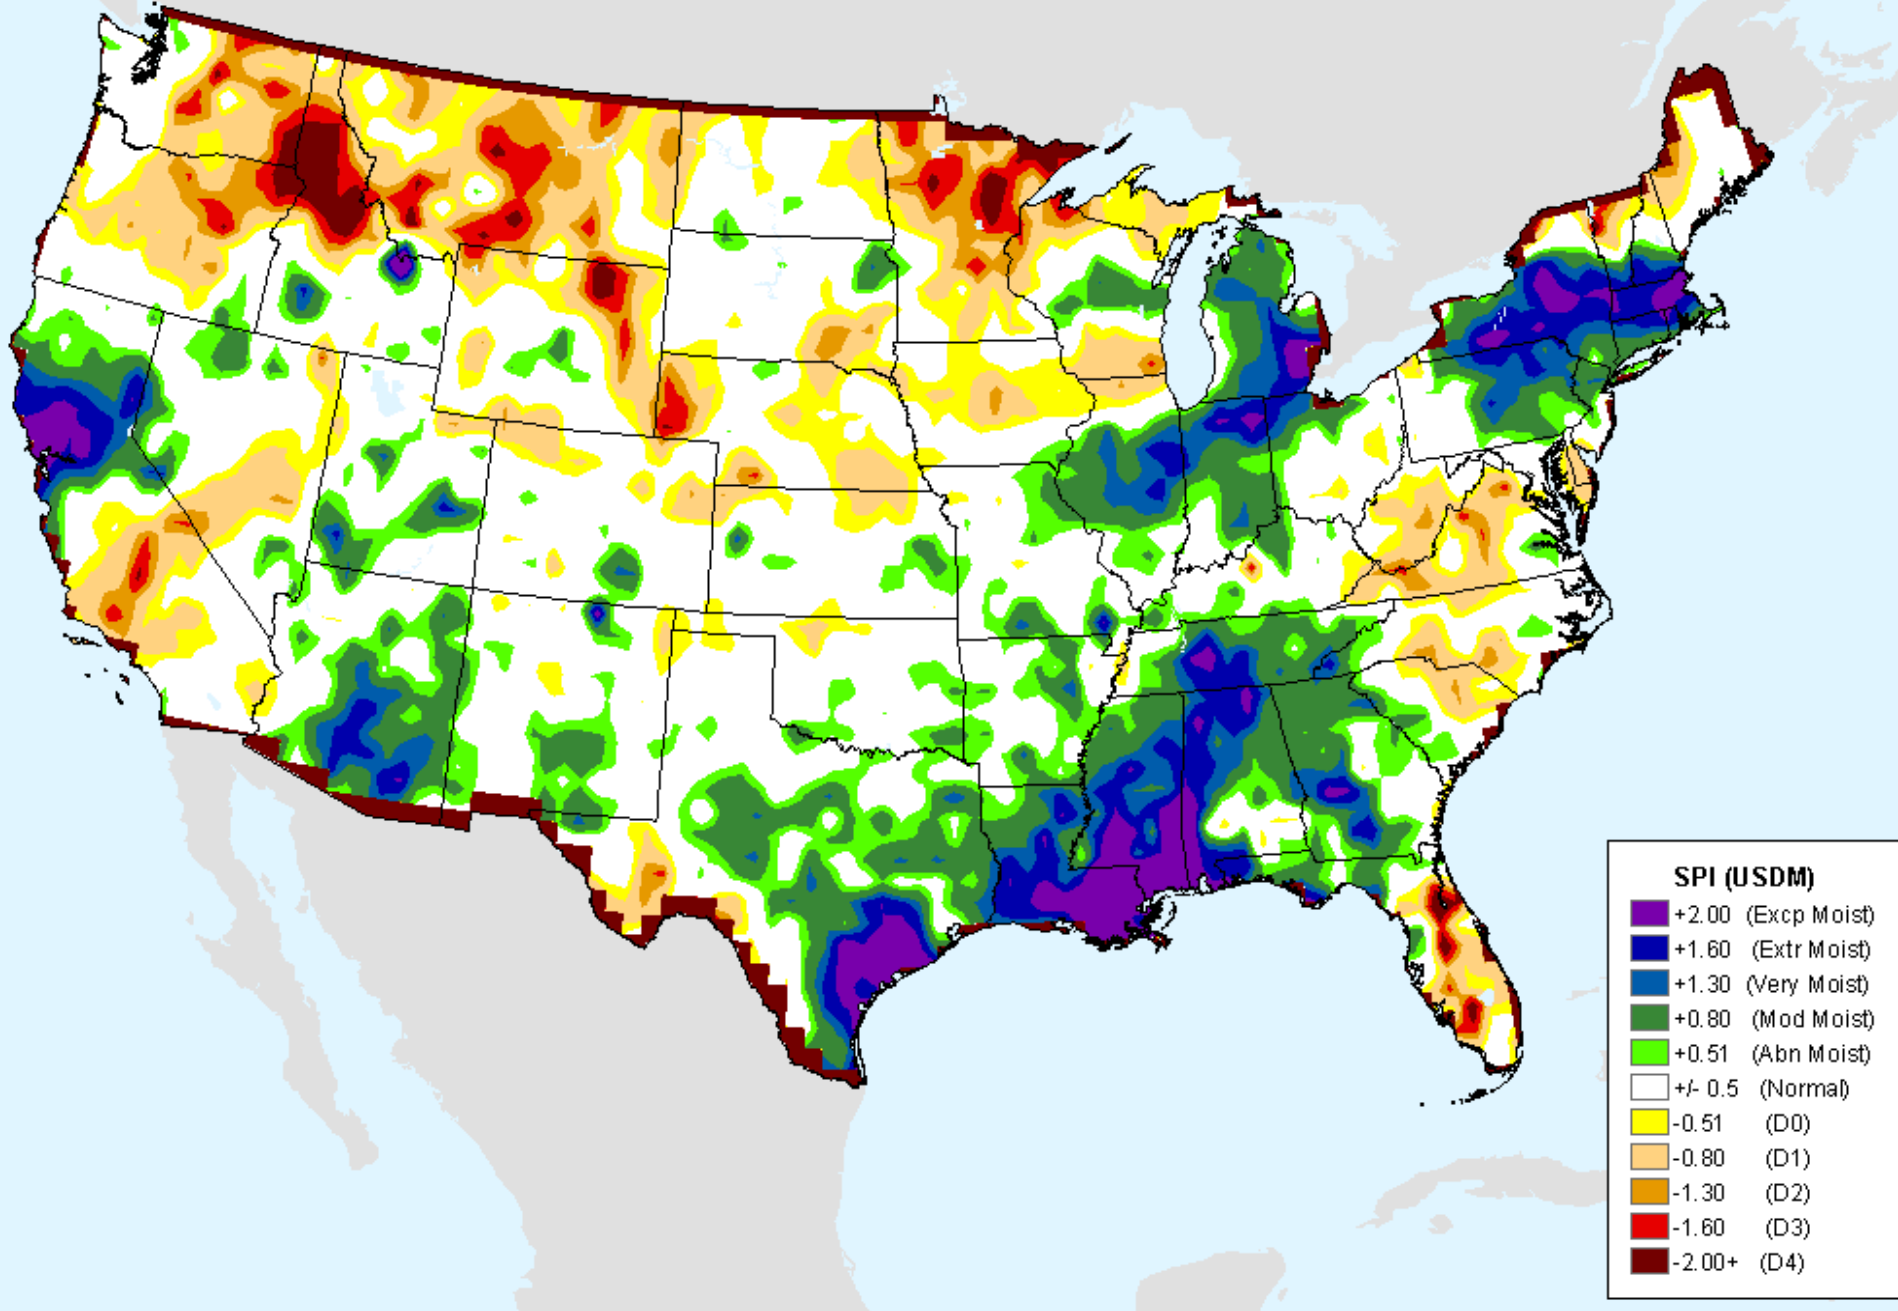 SPI (USDM)
+2.00 (Excp Moist)
+1.60 (Extr Moist)
+1.30 (Very Moist)
+0.80 (Mod Moist)
+0.51 (Abn Moist)
+/- 0.5 (Normal)
-0.51 (D0)
-0.80 (D1)
-1.30 (D2)
-1.60 (D3)
-2.00+ (D4)